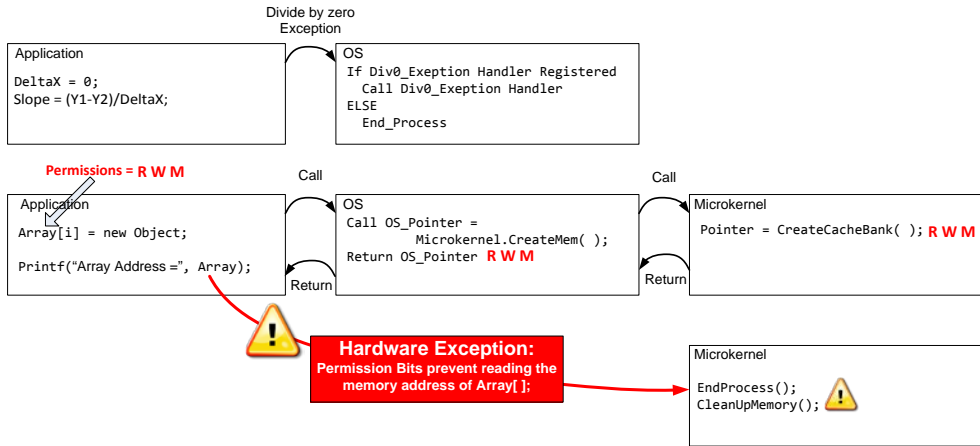 Divide by zero
Exception
Application
DeltaX = 0;
Slope = (Y1-Y2)/DeltaX;
OS
If Div0_Exeption Handler Registered
Call Div0_Exeption Handler
ELSE
End_Process
Permissions = R W M
Application
Array[i] = new Object;
Printf(“Array Address =”, Array);
Call
Return
OS
Call OS_Pointer =
Microkernel.CreateMem( );
Return OS_Pointer R W M
Call
Return
Microkernel
Pointer = CreateCacheBank( ); R W M
Hardware Exception:
Permission Bits prevent reading the
memory address of Array[ ];
Microkernel
EndProcess();
CleanUpMemory();